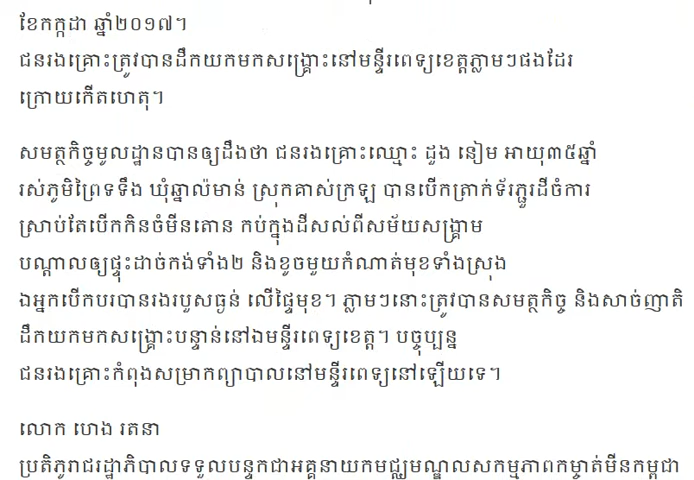 ខែកក្កដា ឆ្នាំ២០១៧។
ជនរងគ្រោះត្រូវបានដឹកយកមកសង្គ្រោះនៅមន្ទីរពេទ្យខេត្តភ្លាមៗផងដែរ
ក្រោយកើតហេតុ។
សមត្ថកិច្ចមូលដ្ឋានបានឲ្យដឹងថា ជនរងគ្រោះឈ្មោះ ដួង នៀម អាយុ៣៥ឆ្នាំ
រស់ភូមិព្រៃទទឹង ឃុំឆ្នាល់មាន់ ស្រុកគាស់ក្រឡ បានបើកត្រាក់ទ័រភ្ជួរដីចំការ
ស្រាប់តែបើកកិនចំមីនតោន កប់ក្នុងដីសល់ពីសម័យសង្គ្រាម
បណ្ដាលឲ្យផ្ទុះដាច់កង់ទាំង២ និងខូចមួយកំណាត់មុខទាំងស្រុង
ឯអ្នកបើកបរបានរងរបួសធ្ងន់ លើផ្ទៃមុខ។ ភ្លាមៗនោះត្រូវបានសមត្ថកិច្ច និងសាច់ញាតិ
ដឹកយកមកសង្គ្រោះបន្ទាន់នៅឯមន្ទីរពេទ្យខេត្ត។ បច្ចុប្បន្ន
ជនរងគ្រោះកំពុងសម្រាកព្យាបាលនៅមន្ទីរពេទ្យនៅឡើយទេ។
លោក ហេង រតនា
ប្រតិភូរាជរដ្ឋាភិបាលទទួលបន្ទុកជាអគ្គនាយកមជ្ឈមណ្ឌលសកម្មភាពកម្ចាត់មីនកម្ពុជា